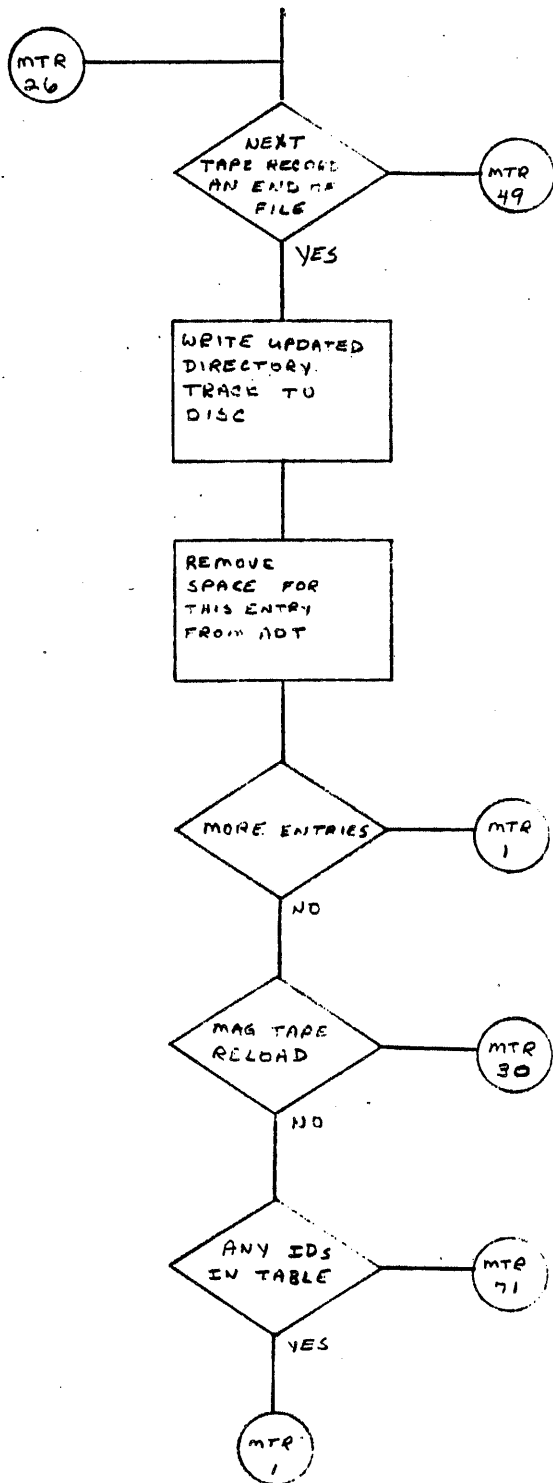 MTR
26
NEXT
TAPE RECORD
AN END OF
FILE
MTR
49
YES
WRITE UPDATED
DIRECTORY
TRACK TO
DISC
REMOVE
SPACE FOR
THIS ENTRY
FROM ADT
MORE ENTRIES
MTR
1
NO
MAG TAPE
RELOAD
MTR
30
NO
ANY IDs
IN TABLE
MTR
71
YES
MTR
1